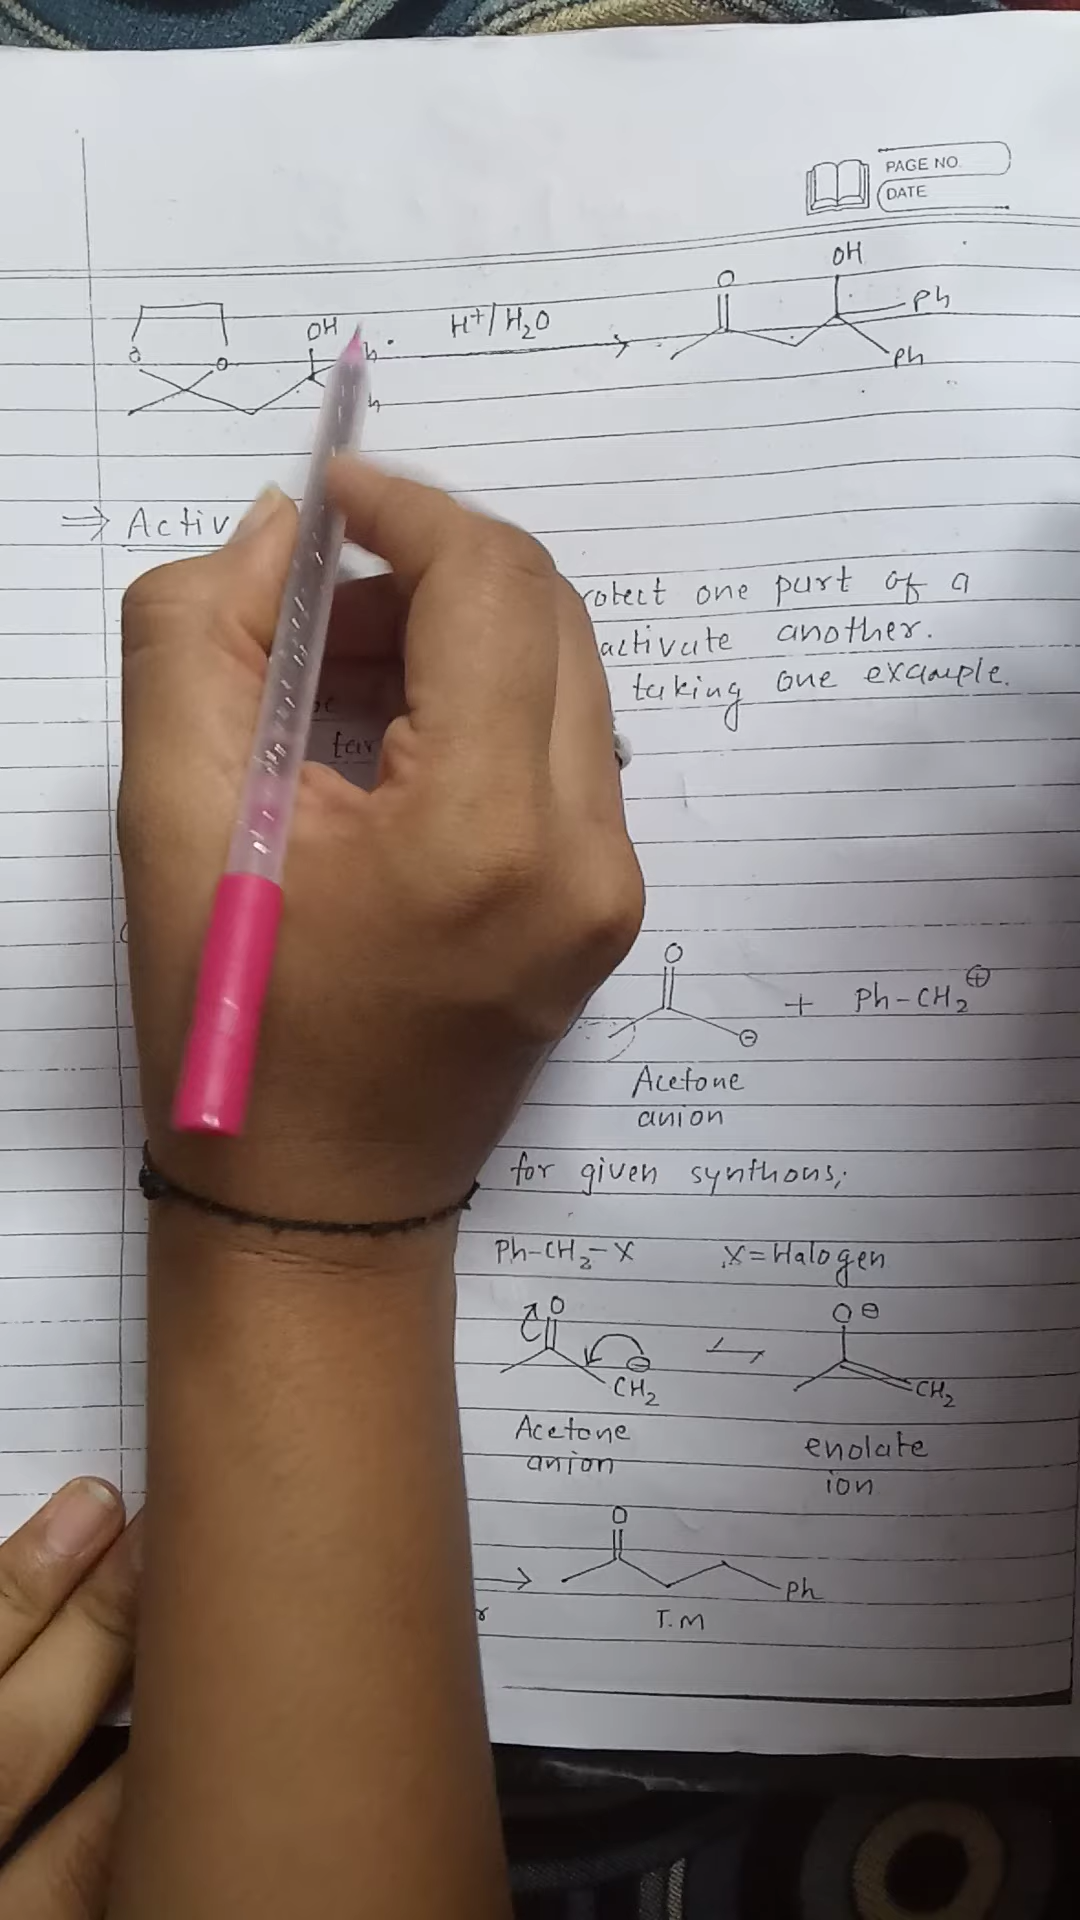 PAGE NO.
DATE
OH
O
OH
H+/H2O
Ph
Ph
O
O
⇒ Activ
rotect one part of a
activate another.
taking one example.
O
+ Ph-CH2⊕
⊖
Acetone
anion
for given synthons;
Ph-CH2-X X=Halogen
O
O⊖
⊖
CH2
CH2
Acetone
anion
enolate
ion
O
Ph
T.M